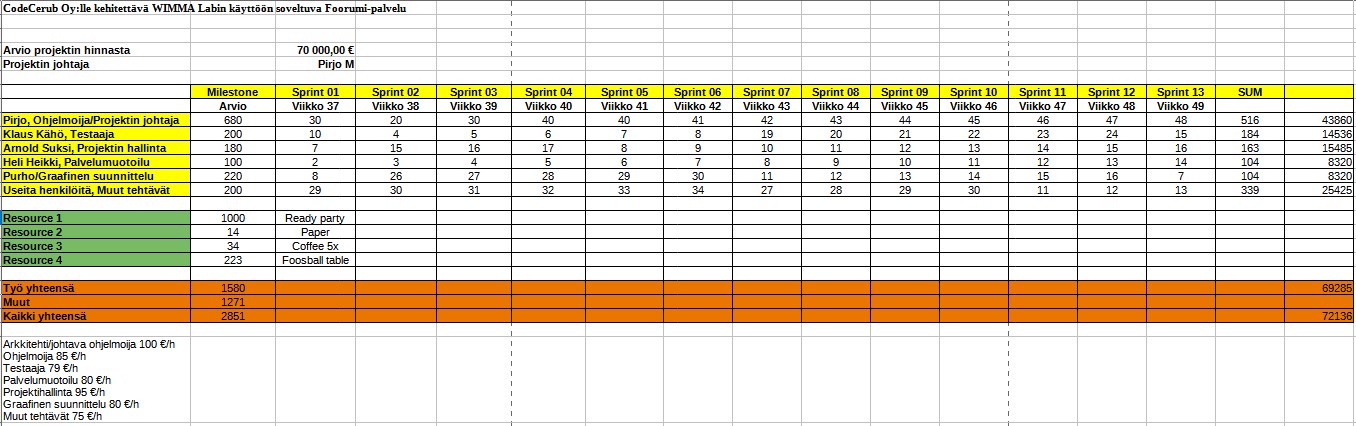 CodeCerub Oy:lle kehitettävä WIMMA Labin käyttöön soveltuva Foorumi-palvelu
Arvio projektin hinnasta 70 000,00 €
Projektin johtaja Pirjo M
Milestone Sprint 01 Sprint 02 Sprint 03 Sprint 04 Sprint 05 Sprint 06 Sprint 07 Sprint 08 Sprint 09 Sprint 10 Sprint 11 Sprint 12 Sprint 13 SUM
Arvio Viikko 37 Viikko 38 Viikko 39 Viikko 40 Viikko 41 Viikko 42 Viikko 43 Viikko 44 Viikko 45 Viikko 46 Viikko 47 Viikko 48 Viikko 49
Pirjo, Ohjelmoija/Projektin johtaja 680 30 20 30 40 40 41 42 43 44 45 46 47 48 516 43860
Klaus Kähö, Testaaja 200 10 4 5 6 7 8 19 20 21 22 23 24 15 184 14536
Arnold Suksi, Projektin hallinta 180 7 15 16 17 8 9 10 11 12 13 14 15 16 163 15485
Heli Heikki, Palvelumuotoilu 100 2 3 4 5 6 7 8 9 10 11 12 13 14 104 8320
Purho/Graafinen suunnittelu 220 8 26 27 28 29 30 11 12 13 14 15 16 7 104 8320
Useita henkilöitä, Muut tehtävät 200 29 30 31 32 33 34 27 28 29 30 11 12 13 339 25425
Resource 1 1000 Ready party
Resource 2 14 Paper
Resource 3 34 Coffee 5x
Resource 4 223 Foosball table
Työ yhteensä 1580 69285
Muut 1271
Kaikki yhteensä 2851 72136
Arkkitehti/johtava ohjelmoija 100 €/h
Ohjelmoija 85 €/h
Testaaja 79 €/h
Palvelumuotoilu 80 €/h
Projektihallinta 95 €/h
Graafinen suunnittelu 80 €/h
Muut tehtävät 75 €/h